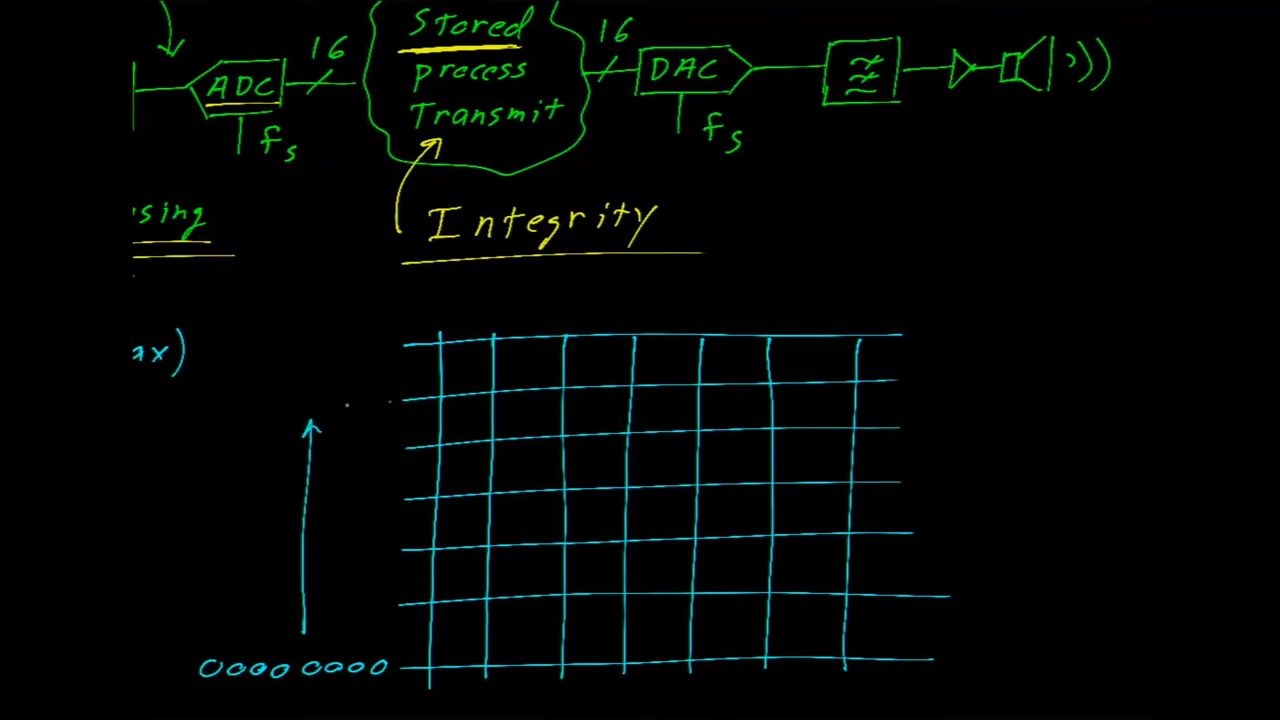 Stored
16 16
ADC process DAC
Transmit
fs fs
sing
Integrity
ax)
0000 0000